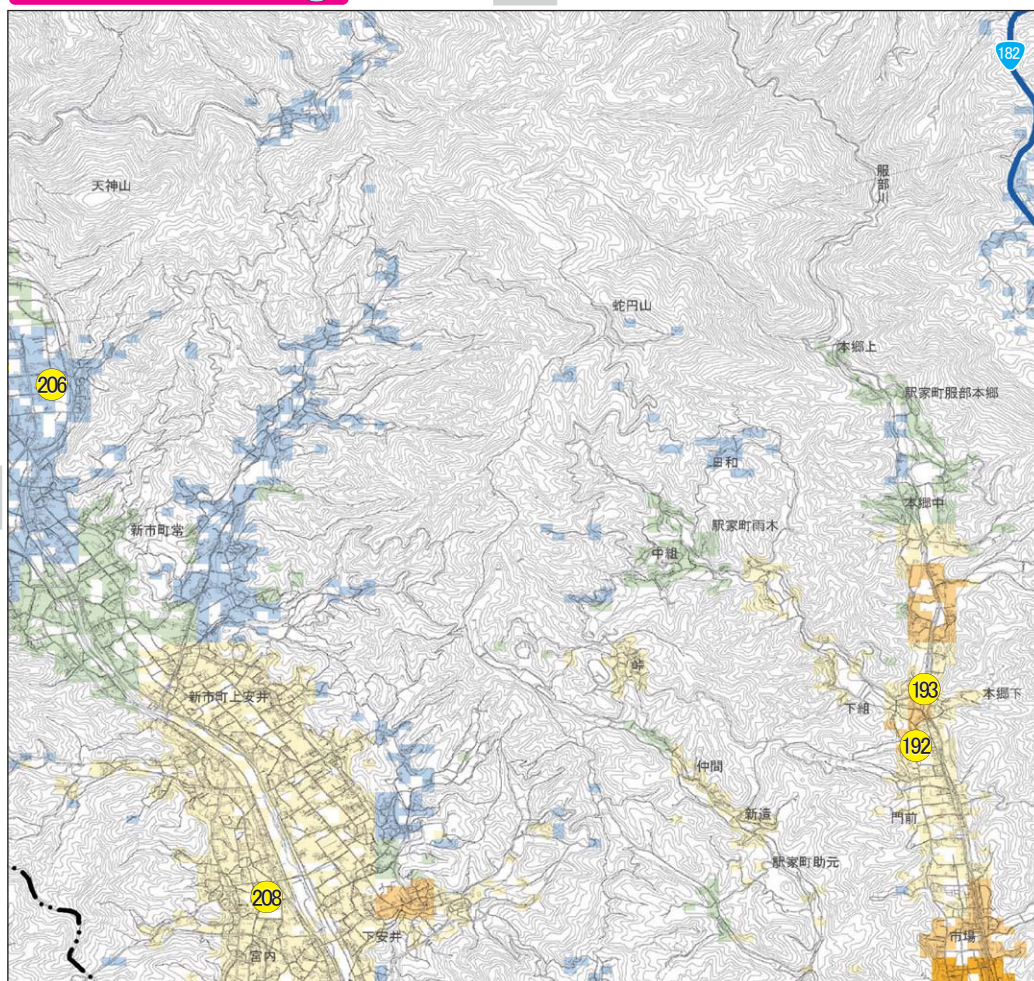 182
天神山
服部川
蛇円山
本郷上
206
駅家町服部本郷
日和
本郷中
新市町常
駅家町雨木
中組
峠
193
本郷下
新市町上安井
下組
192
仲間
新造
門前
駅家町助元
208
下安井
市場
宮内